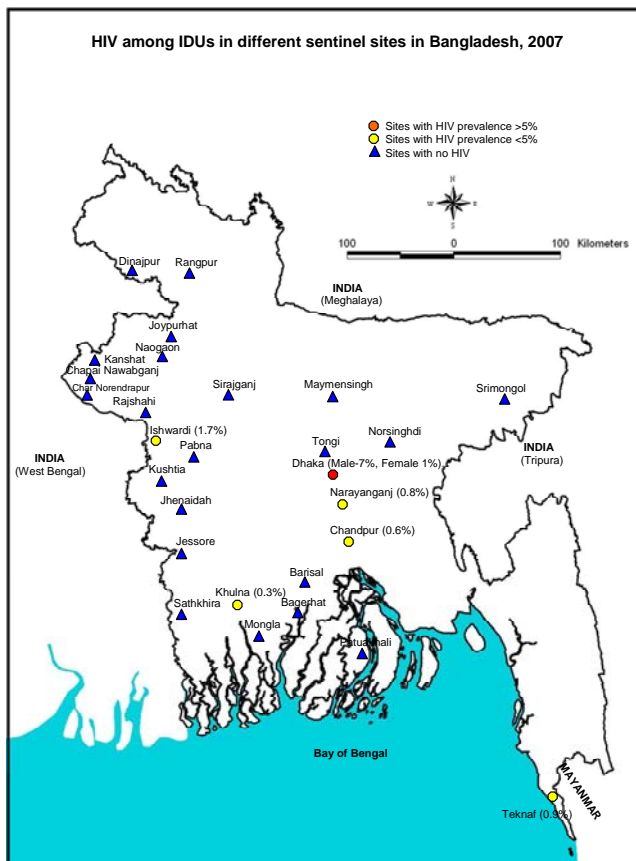 HIV among IDUs in different sentinel sites in Bangladesh, 2007
Sites with HIV prevalence >5%
Sites with HIV prevalence <5%
Sites with no HIV
N
W
E
S
100
0
100
Kilometers
Dinajpur
Rangpur
INDIA
(Meghalaya)
Joypurhat
Naogaon
Kanshat
Chapai Nawabganj
Char Norendrapur
Rajshahi
Sirajganj
Maymensingh
Srimongol
Ishwardi (1.7%)
Pabna
Tongi
Norsinghdi
INDIA
(West Bengal)
INDIA
(Tripura)
Dhaka (Male-7%, Female 1%)
Kushtia
Narayanganj (0.8%)
Jhenaidah
Chandpur (0.6%)
Jessore
Barisal
Khulna (0.3%)
Sathkhira
Bagerhat
Mongla
Patuakhali
Bay of Bengal
MAYANMAR
Teknaf (0.9%)